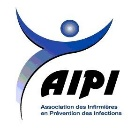 AIPI
Association des Infirmières
en Prévention des Infections